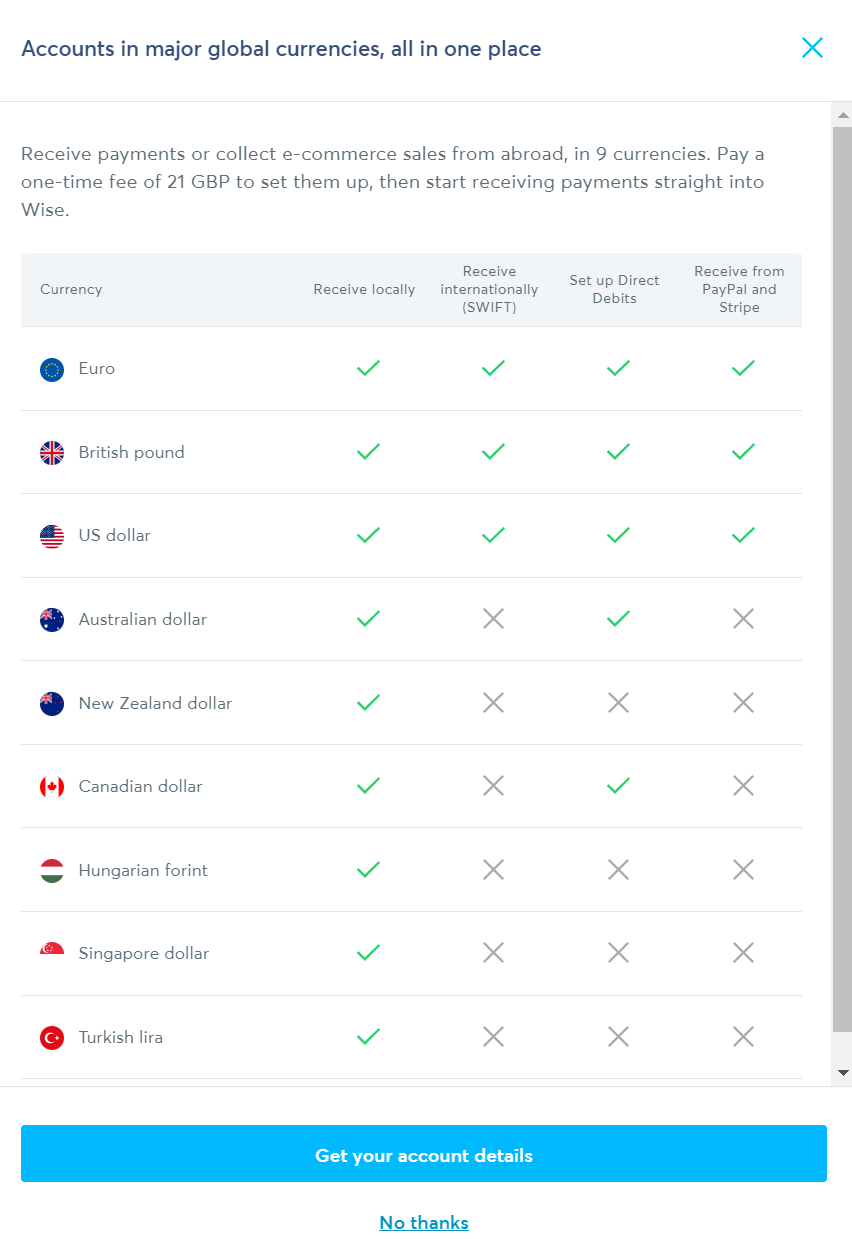 Accounts in major global currencies, all in one place
Receive payments or collect e-commerce sales from abroad, in 9 currencies. Pay a
one-time fee of 21 GBP to set them up, then start receiving payments straight into
Wise.
Currency
Receive locally
Receive
internationally
(SWIFT)
Set up Direct
Debits
Receive from
PayPal and
Stripe
Euro
British pound
US dollar
Australian dollar
New Zealand dollar
Canadian dollar
Hungarian forint
Singapore dollar
Turkish lira
Get your account details
No thanks